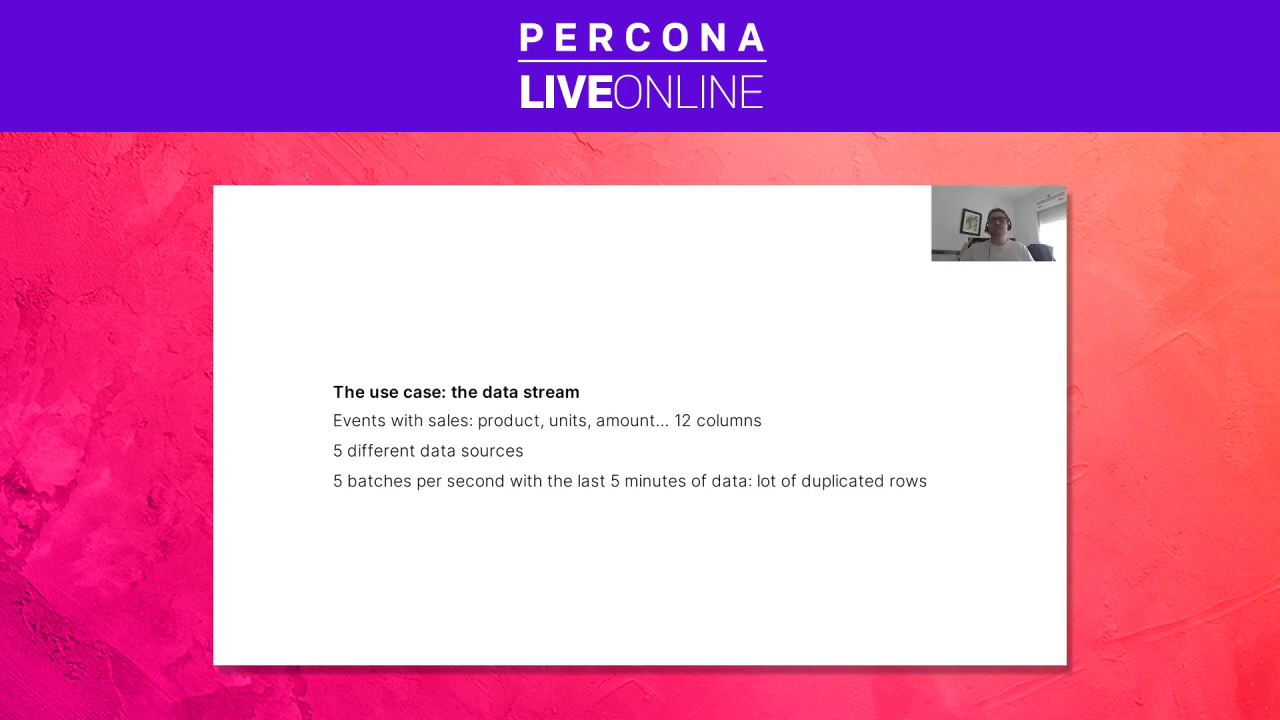 PERCONA
LIVEONLINE
The use case: the data stream
Events with sales: product, units, amount... 12 columns
5 different data sources
5 batches per second with the last 5 minutes of data: lot of duplicated rows